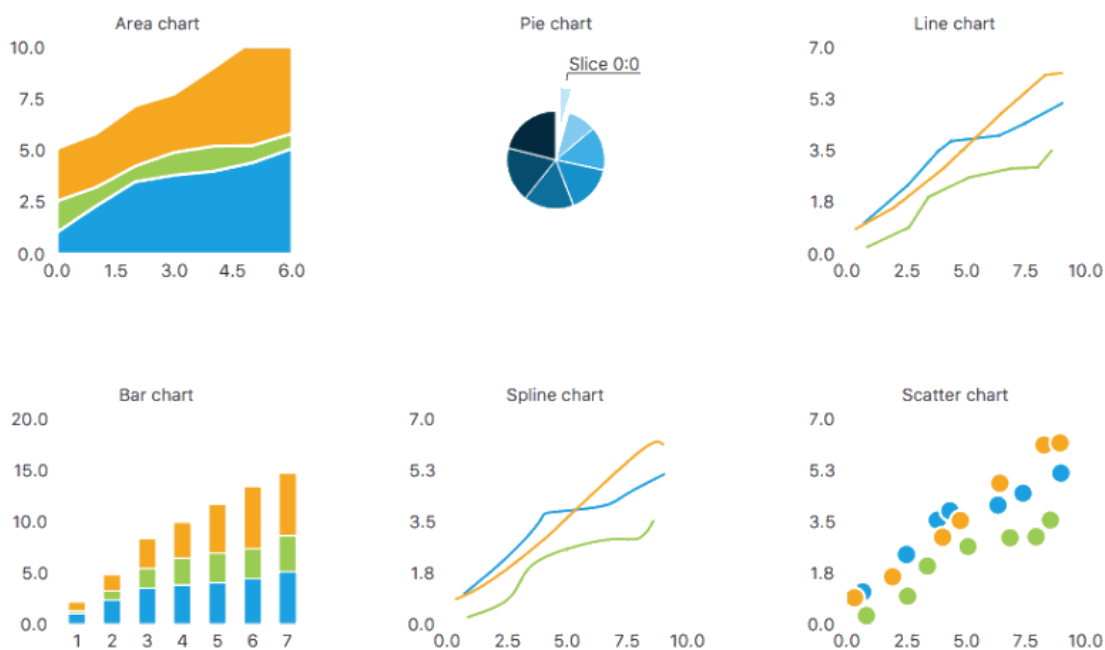 Area chart
10.0
7.5
5.0
2.5
0.0
0.0 1.5 3.0 4.5 6.0
Pie chart
Slice 0:0
Line chart
7.0
5.3
3.5
1.8
0.0
0.0 2.5 5.0 7.5 10.0
Bar chart
20.0
15.0
10.0
5.0
0.0
1 2 3 4 5 6 7
Spline chart
7.0
5.3
3.5
1.8
0.0
0.0 2.5 5.0 7.5 10.0
Scatter chart
7.0
5.3
3.5
1.8
0.0
0.0 2.5 5.0 7.5 10.0